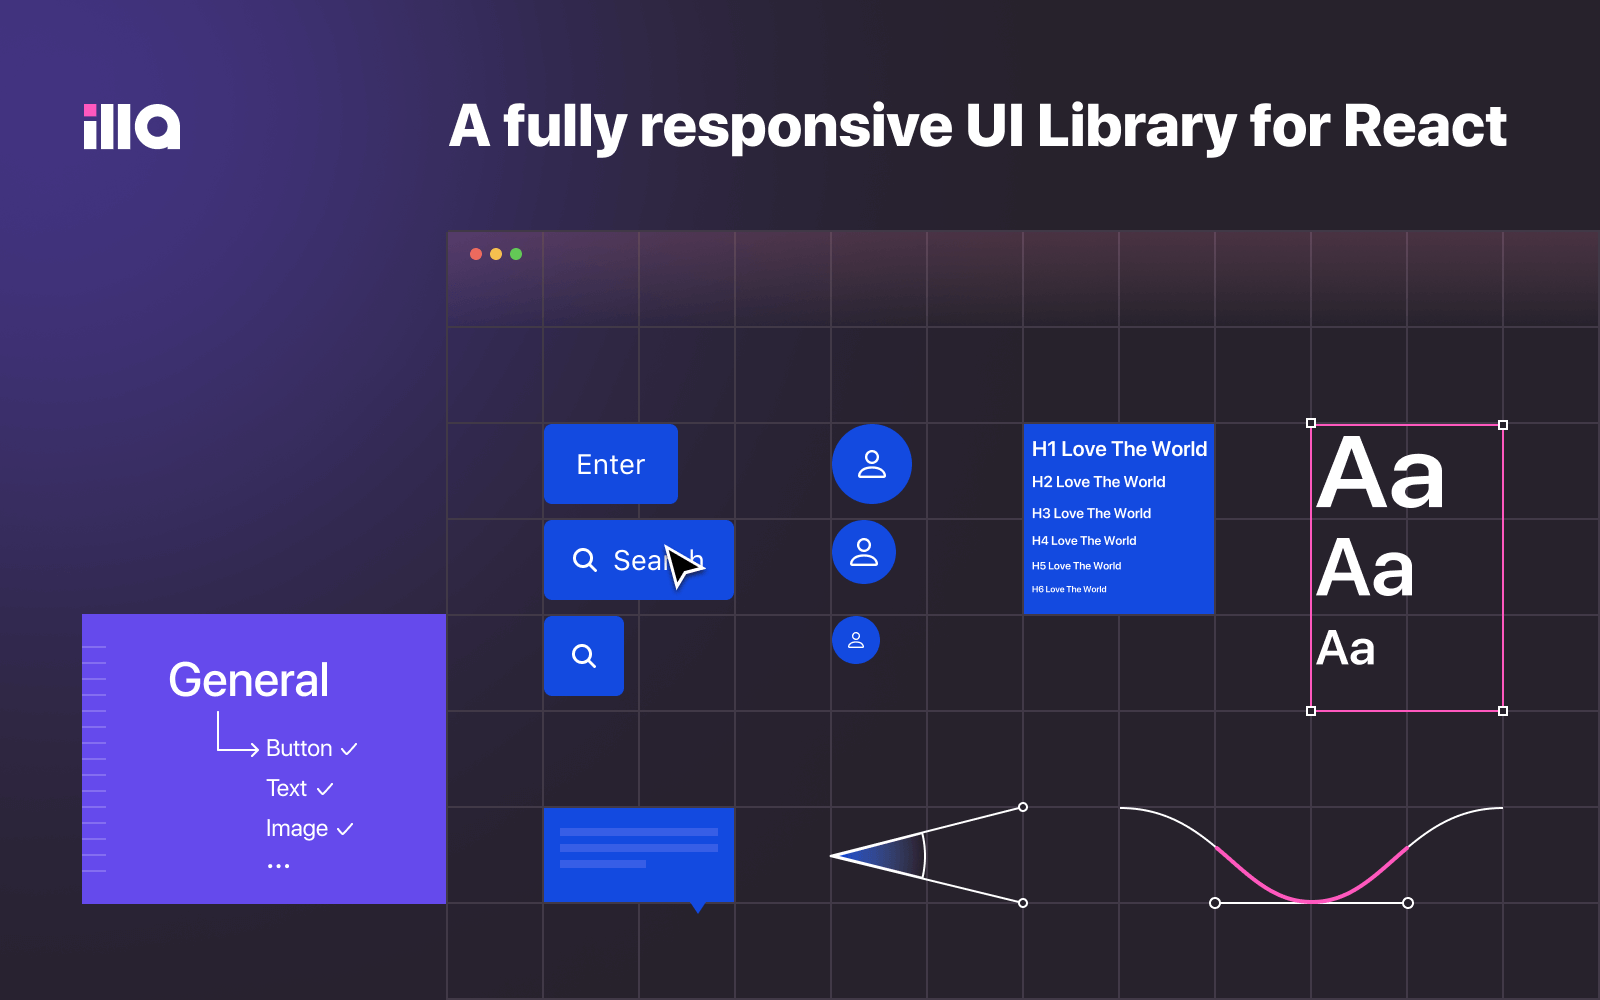 illa
A fully responsive UI Library for React
Enter
Search
H1 Love The World
H2 Love The World
H3 Love The World
H4 Love The World
H5 Love The World
H6 Love The World
Aa
Aa
Aa
General
Button
Text
Image
...